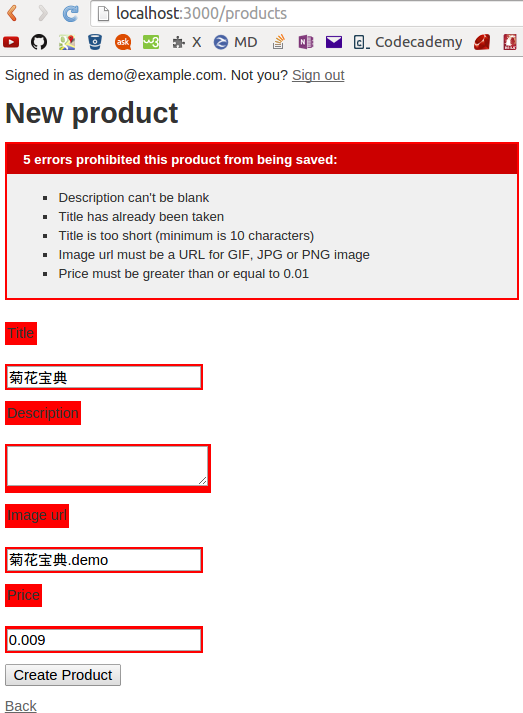 localhost:3000/products
ask w3 X MD Codecademy
Signed in as demo@example.com. Not you? Sign out
New product
5 errors prohibited this product from being saved:
Description can't be blank
Title has already been taken
Title is too short (minimum is 10 characters)
Image url must be a URL for GIF, JPG or PNG image
Price must be greater than or equal to 0.01
Title
菊花宝典
Description
Image url
菊花宝典.demo
Price
0.009
Create Product
Back